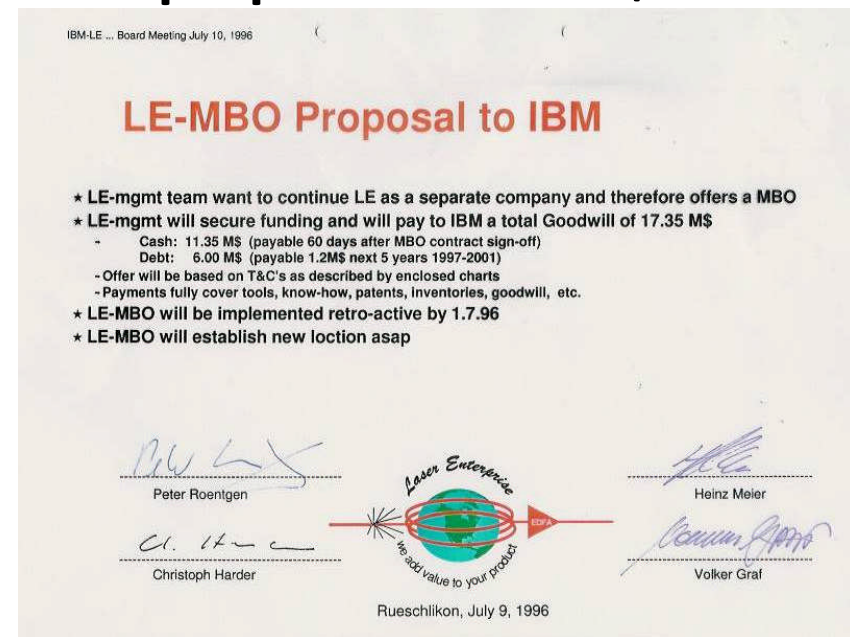 IBM-LE ... Board Meeting July 10, 1996
LE-MBO Proposal to IBM
★ LE-mgmt team want to continue LE as a separate company and therefore offers a MBO
★ LE-mgmt will secure funding and will pay to IBM a total Goodwill of 17.35 M$
- Cash: 11.35 M$ (payable 60 days after MBO contract sign-off)
Debt: 6.00 M$ (payable 1.2M$ next 5 years 1997-2001)
- Offer will be based on T&C's as described by enclosed charts
- Payments fully cover tools, know-how, patents, inventories, goodwill, etc.
★ LE-MBO will be implemented retro-active by 1.7.96
★ LE-MBO will establish new loction asap
Peter Roentgen
Heinz Meier
Laser Enterprise
EDFA
we add value to your product
Christoph Harder
Volker Graf
Rueschlikon, July 9, 1996